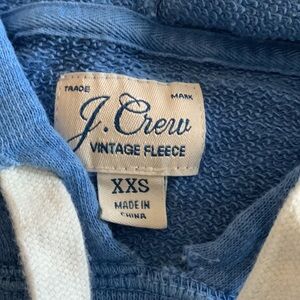 TRADE MARK
J. Crew
VINTAGE FLEECE
XXS
MADE IN
CHINA